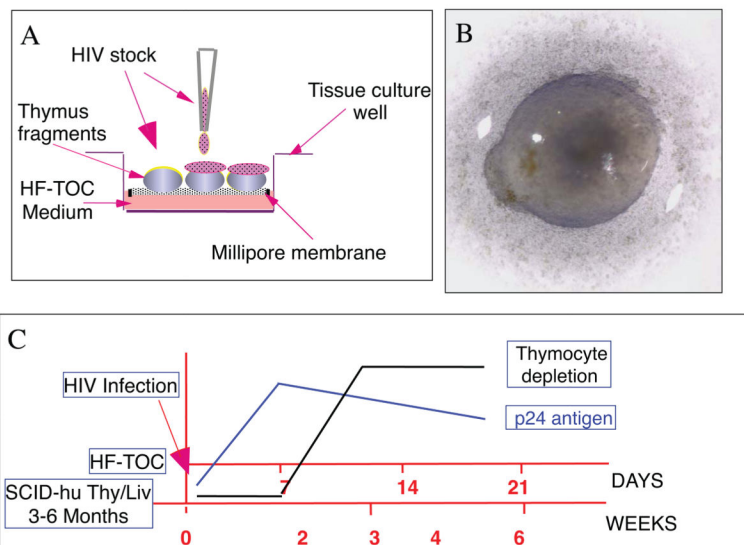 A
HIV stock
Thymus
fragments
Tissue culture
well
HF-TOC
Medium
Millipore membrane
B
C
HIV Infection
Thymocyte
depletion
p24 antigen
HF-TOC
7 14 21 DAYS
SCID-hu Thy/Liv
3-6 Months
0 2 3 4 6 WEEKS